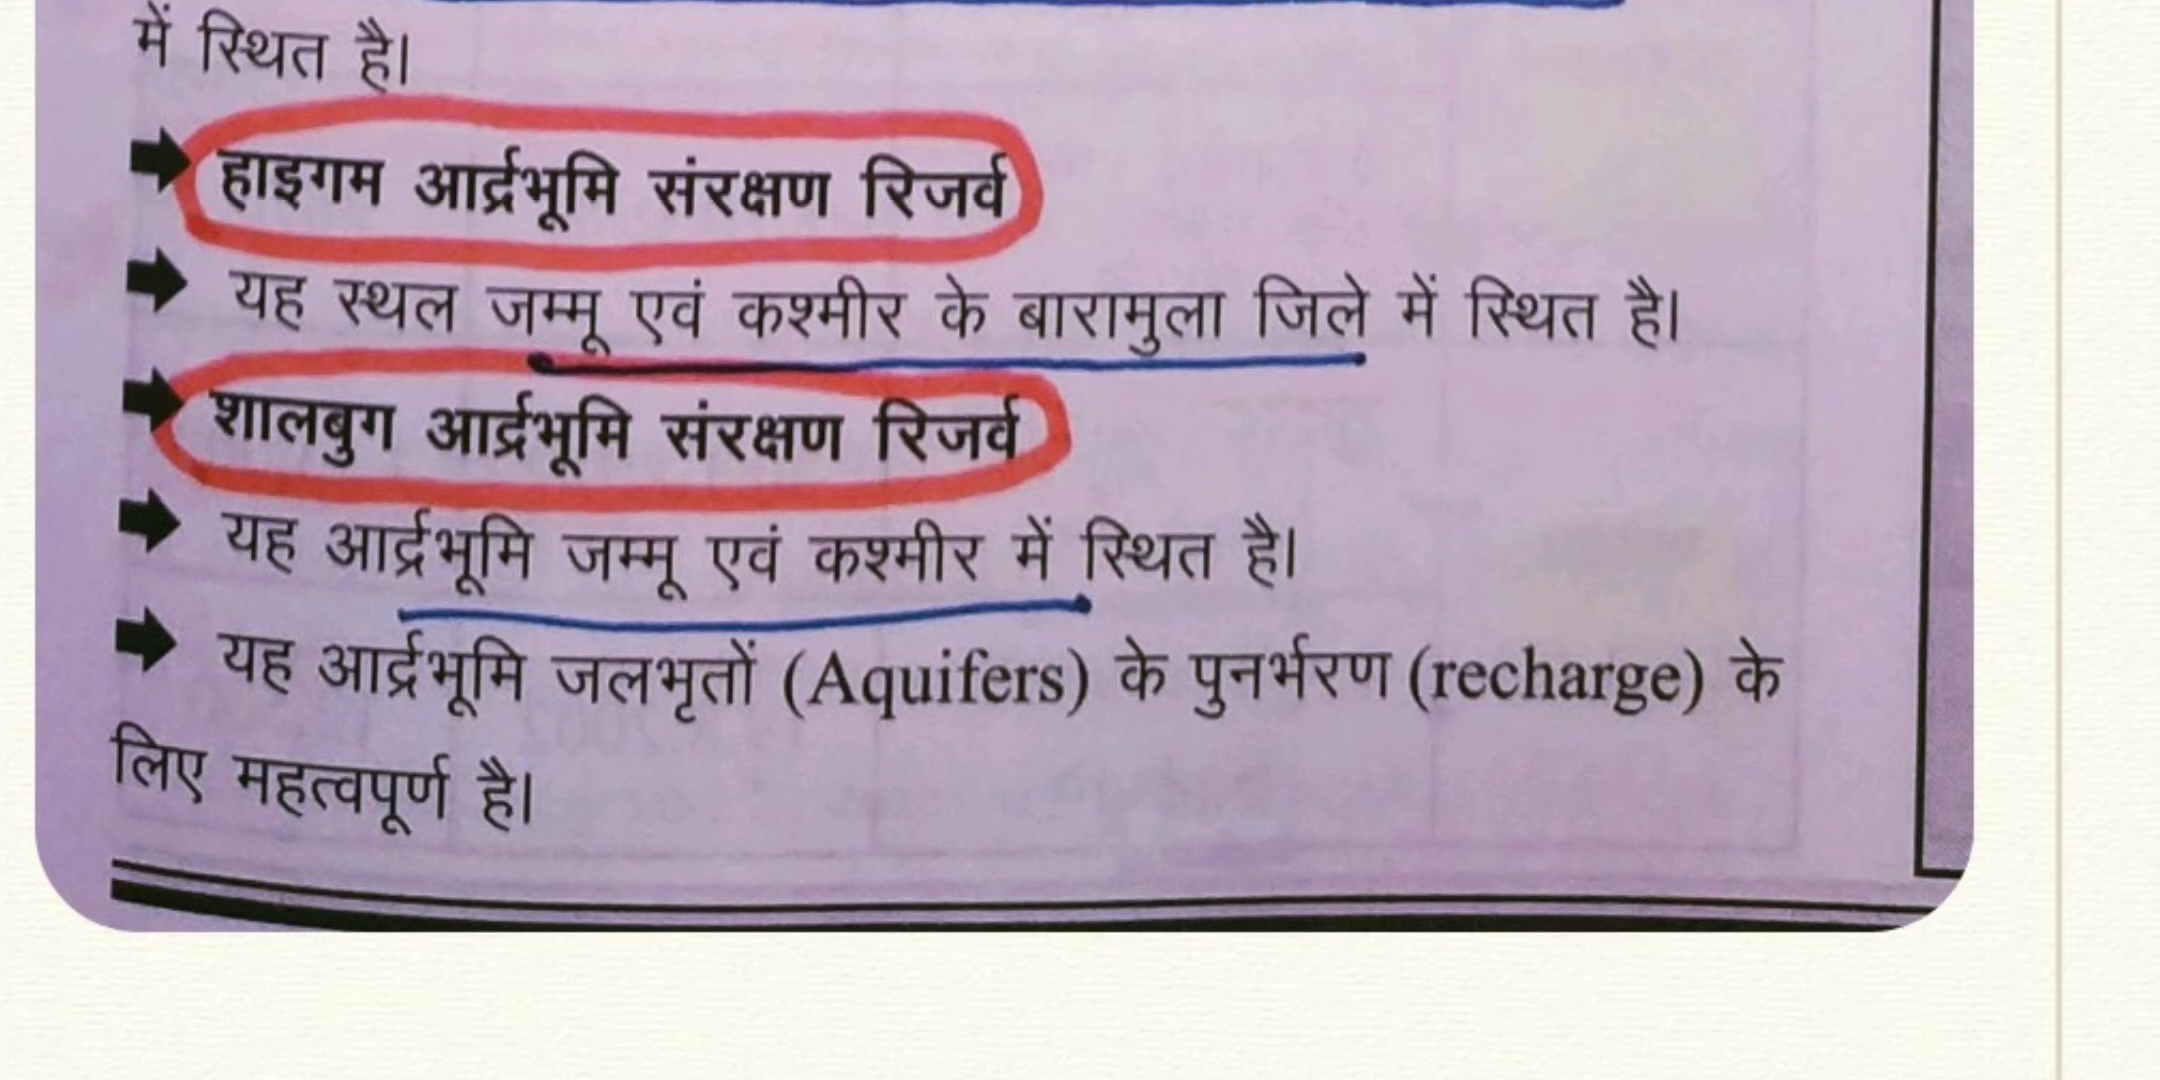 में स्थित है।
हाइगम आर्द्रभूमि संरक्षण रिजर्व
यह स्थल जम्मू एवं कश्मीर के बारामुला जिले में स्थित है।
शालबुग आर्द्रभूमि संरक्षण रिजर्व
यह आर्द्रभूमि जम्मू एवं कश्मीर में स्थित है।
यह आर्द्रभूमि जलभृतों (Aquifers) के पुनर्भरण (recharge) के
लिए महत्वपूर्ण है।